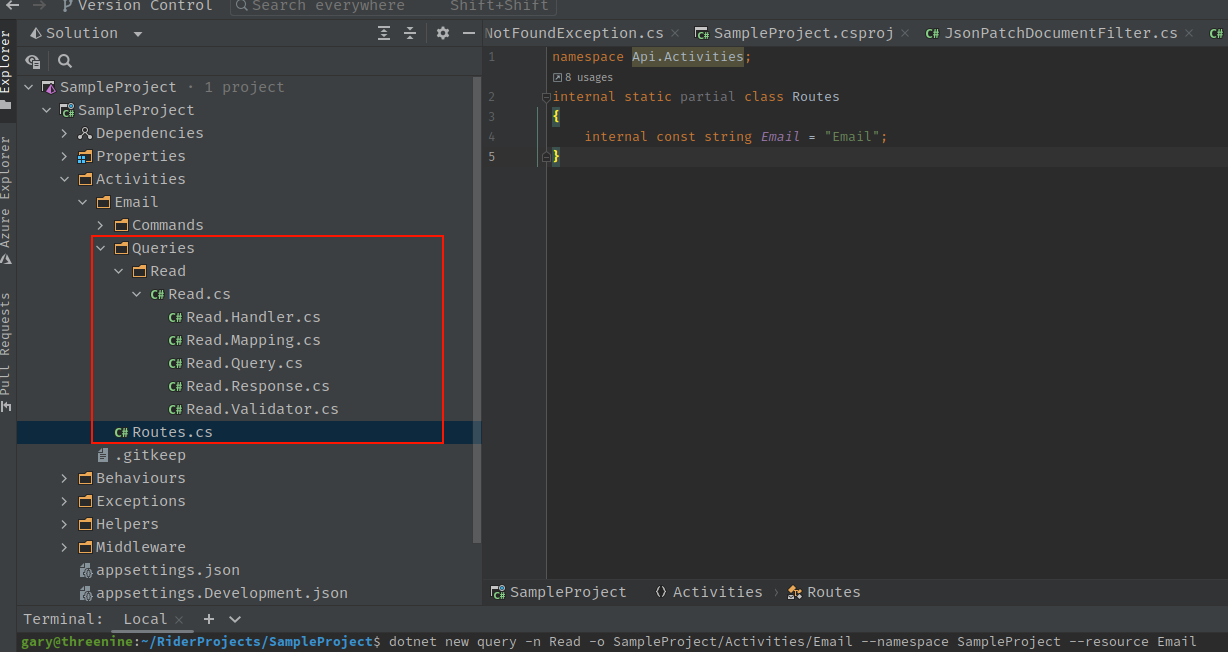 Version Control
Search everywhere Shift+Shift
Solution
NotFoundException.cs
SampleProject.csproj
JsonPatchDocumentFilter.cs
C#
Explorer
Azure Explorer
Pull Requests
SampleProject · 1 project
SampleProject
Dependencies
Properties
Activities
Email
Commands
Queries
Read
C# Read.cs
C# Read.Handler.cs
C# Read.Mapping.cs
C# Read.Query.cs
C# Read.Response.cs
C# Read.Validator.cs
C# Routes.cs
.gitkeep
Behaviours
Exceptions
Helpers
Middleware
appsettings.json
appsettings.Development.json
1 namespace Api.Activities;
8 usages
2 internal static partial class Routes
3 {
4 internal const string Email = "Email";
5 }
SampleProject Activities › Routes
Terminal: Local
gary@threenine:~/RiderProjects/SampleProject$ dotnet new query -n Read -o SampleProject/Activities/Email --namespace SampleProject --resource Email